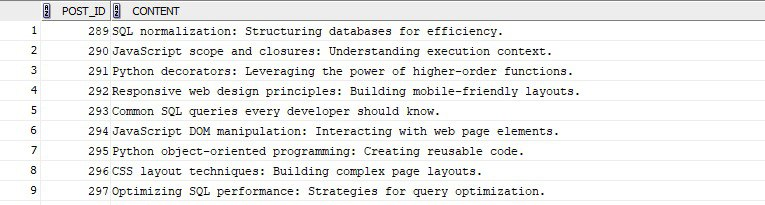 POST_ID CONTENT
1 289 SQL normalization: Structuring databases for efficiency.
2 290 JavaScript scope and closures: Understanding execution context.
3 291 Python decorators: Leveraging the power of higher-order functions.
4 292 Responsive web design principles: Building mobile-friendly layouts.
5 293 Common SQL queries every developer should know.
6 294 JavaScript DOM manipulation: Interacting with web page elements.
7 295 Python object-oriented programming: Creating reusable code.
8 296 CSS layout techniques: Building complex page layouts.
9 297 Optimizing SQL performance: Strategies for query optimization.